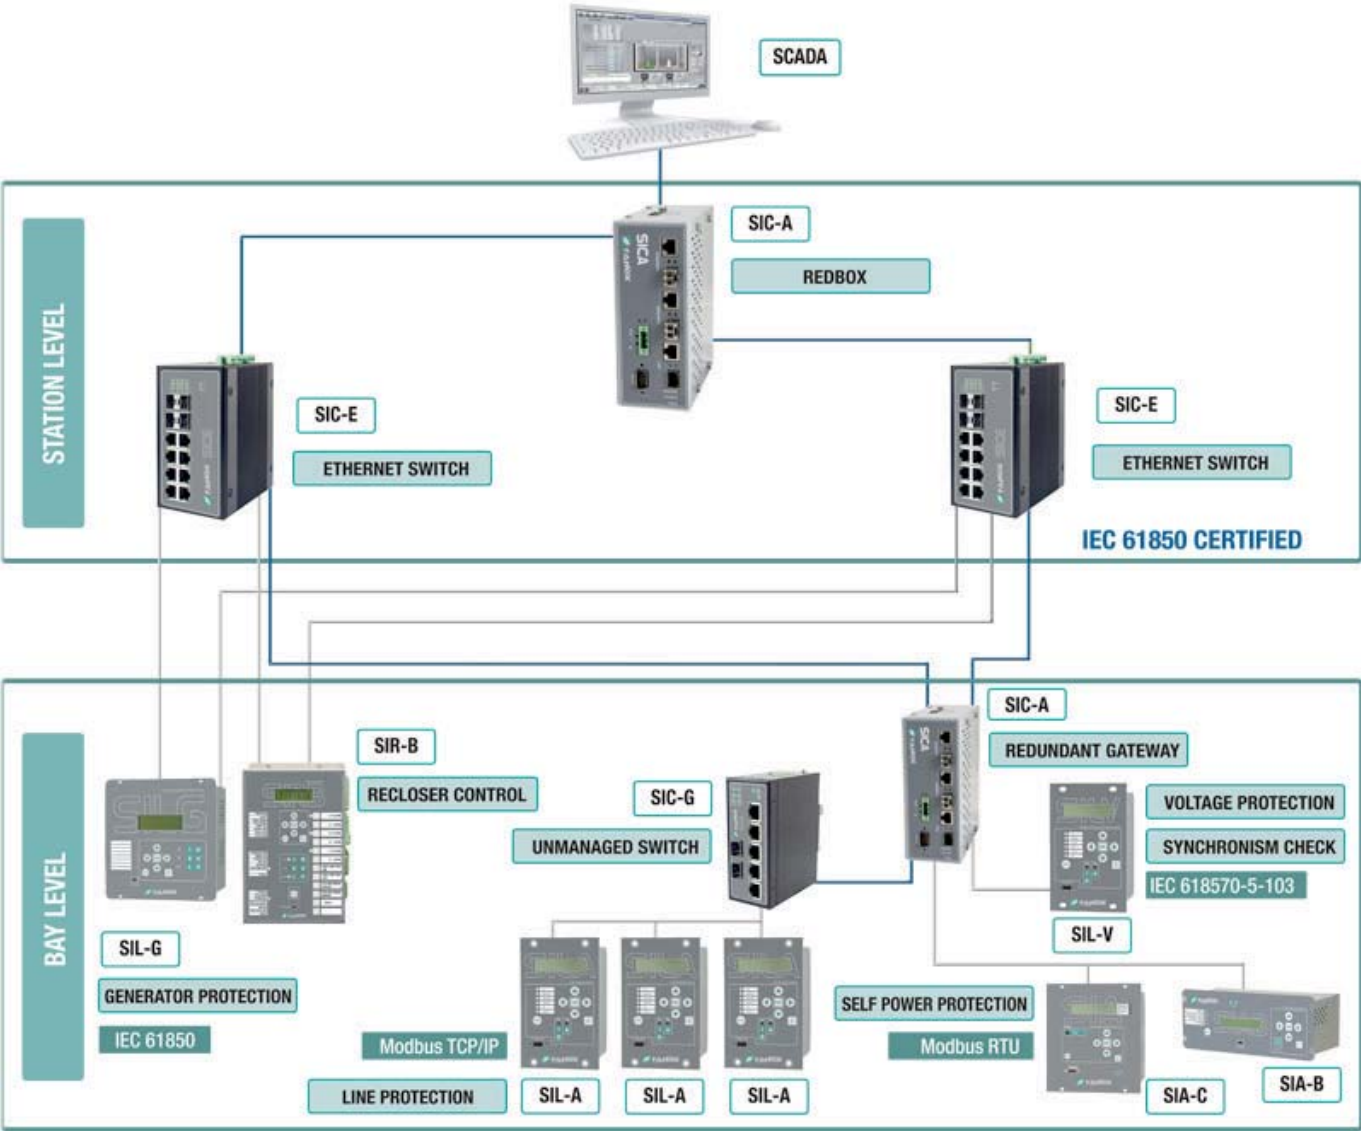 SCADA
SIC-A
REDBOX
SICA
STATION LEVEL
SIC-E
ETHERNET SWITCH
SIC-E
ETHERNET SWITCH
IEC 61850 CERTIFIED
BAY LEVEL
SIC-A
REDUNDANT GATEWAY
SICA
SIR-B
RECLOSER CONTROL
SIC-G
UNMANAGED SWITCH
VOLTAGE PROTECTION
SYNCHRONISM CHECK
IEC 618570-5-103
SIL-V
SIL-G
GENERATOR PROTECTION
IEC 61850
SELF POWER PROTECTION
Modbus RTU
Modbus TCP/IP
LINE PROTECTION
SIL-A
SIL-A
SIL-A
SIA-C
SIA-B